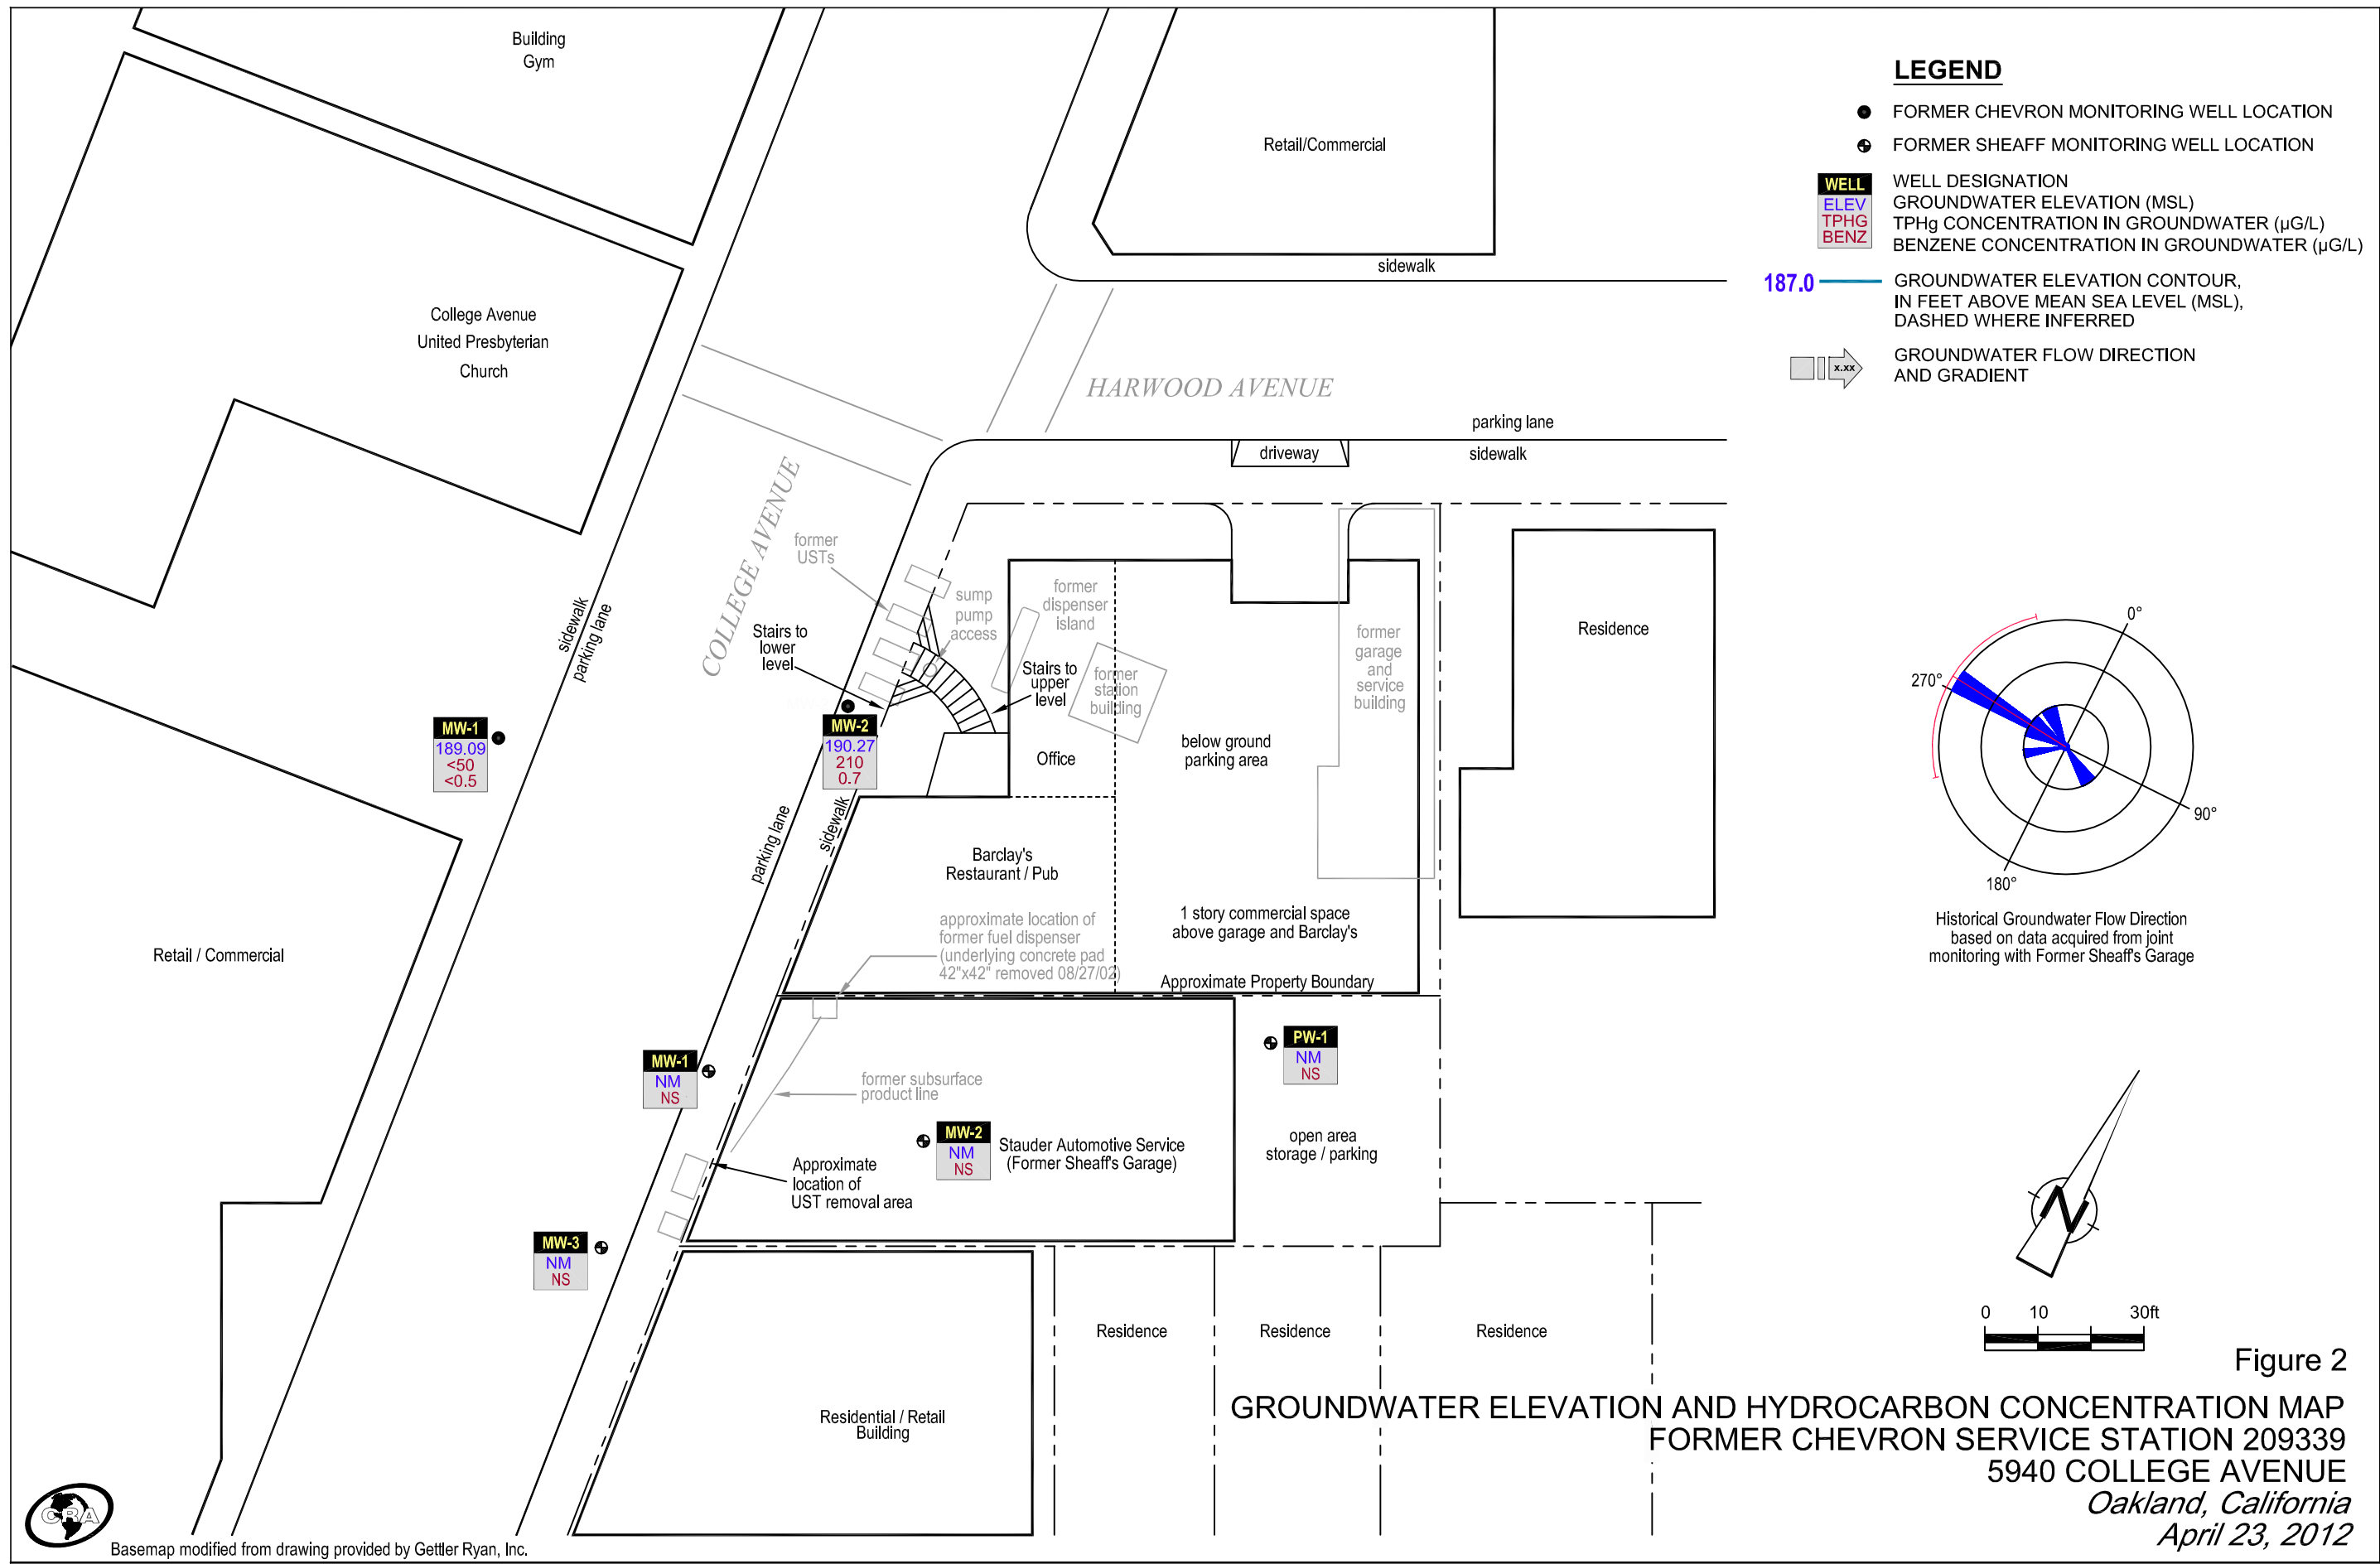 Building
Gym
Retail/Commercial
sidewalk
College Avenue
United Presbyterian
Church
HARWOOD AVENUE
parking lane
sidewalk
driveway
COLLEGE AVENUE
former
USTs
sump
pump
access
former
dispenser
island
Stairs to
lower
level
Stairs to
upper
level
former
station
building
former
garage
and
service
building
Residence
sidewalk
parking lane
MW-1
189.09
<50
<0.5
MW-2
190.27
210
0.7
Office
below ground
parking area
parking lane
sidewalk
Barclay's
Restaurant / Pub
approximate location of
former fuel dispenser
(underlying concrete pad
42"x42" removed 08/27/02)
1 story commercial space
above garage and Barclay's
Approximate Property Boundary
Retail / Commercial
MW-1
NM
NS
PW-1
NM
NS
former subsurface
product line
MW-2
NM
NS
Stauder Automotive Service
(Former Sheaff's Garage)
open area
storage / parking
Approximate
location of
UST removal area
MW-3
NM
NS
Residence
Residence
Residence
Residential / Retail
Building
LEGEND
FORMER CHEVRON MONITORING WELL LOCATION
FORMER SHEAFF MONITORING WELL LOCATION
WELL
ELEV
TPHG
BENZ
WELL DESIGNATION
GROUNDWATER ELEVATION (MSL)
TPHg CONCENTRATION IN GROUNDWATER (µG/L)
BENZENE CONCENTRATION IN GROUNDWATER (µG/L)
187.0
GROUNDWATER ELEVATION CONTOUR,
IN FEET ABOVE MEAN SEA LEVEL (MSL),
DASHED WHERE INFERRED
x.xx
GROUNDWATER FLOW DIRECTION
AND GRADIENT
0°
270°
90°
180°
Historical Groundwater Flow Direction
based on data acquired from joint
monitoring with Former Sheaff's Garage
N
0 10 30ft
Figure 2
GROUNDWATER ELEVATION AND HYDROCARBON CONCENTRATION MAP
FORMER CHEVRON SERVICE STATION 209339
5940 COLLEGE AVENUE
Oakland, California
April 23, 2012
CRA
Basemap modified from drawing provided by Gettler Ryan, Inc.